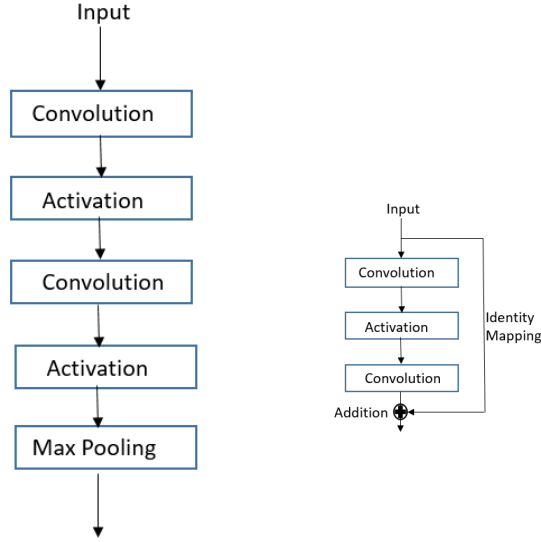 Input
Convolution
Activation
Convolution
Activation
Max Pooling
Input
Convolution
Activation
Identity
Mapping
Convolution
Addition